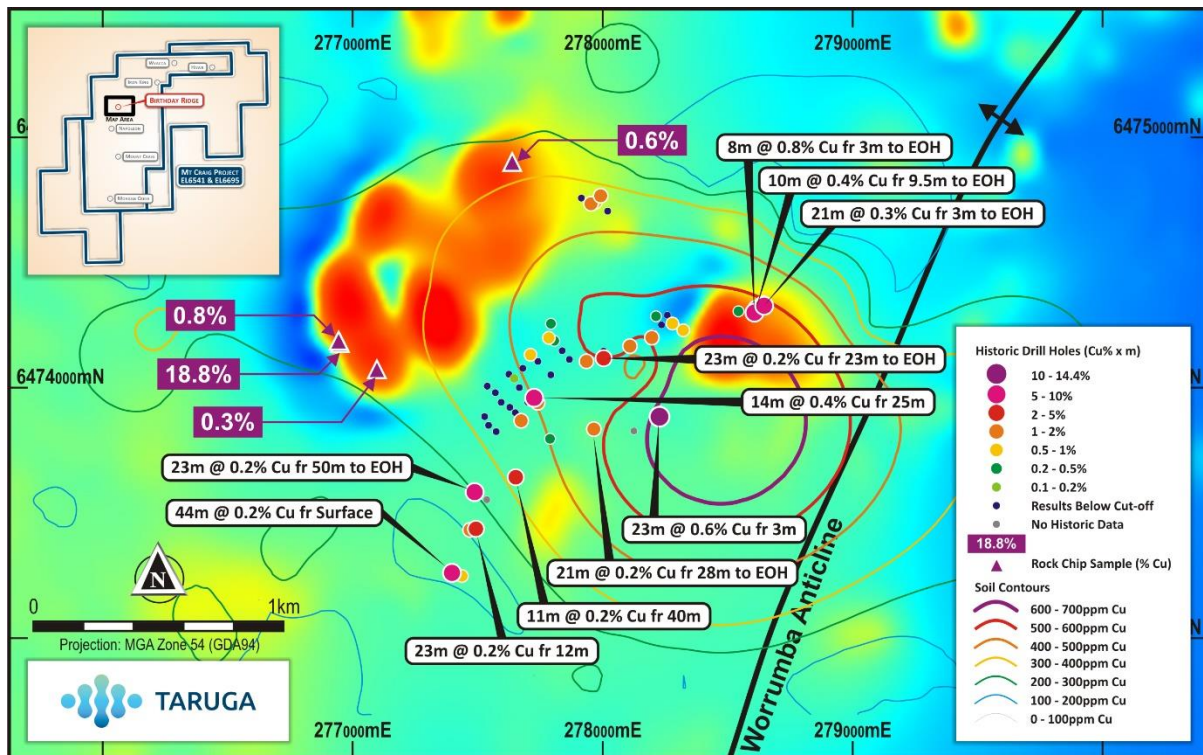 277000mE
278000mE
279000mE
6475000mN
WILLOCHRA
IRON KING
BIRTHDAY RIDGE
MAP AREA
NAPOLEON
MT CRAIG PROJECT
EL6541 & EL6695
0.6%
8m @ 0.8% Cu fr 3m to EOH
10m @ 0.4% Cu fr 9.5m to EOH
21m @ 0.3% Cu fr 3m to EOH
0.8%
18.8%
0.3%
6474000mN
23m @ 0.2% Cu fr 23m to EOH
14m @ 0.4% Cu fr 25m
23m @ 0.2% Cu fr 50m to EOH
44m @ 0.2% Cu fr Surface
23m @ 0.6% Cu fr 3m
21m @ 0.2% Cu fr 28m to EOH
11m @ 0.2% Cu fr 40m
23m @ 0.2% Cu fr 12m
Worrumba Anticline
Historic Drill Holes (Cu% x m)
10 - 14.4%
5 - 10%
2 - 5%
1 - 2%
0.5 - 1%
0.2 - 0.5%
0.1 - 0.2%
Results Below Cut-off
No Historic Data
18.8%
Rock Chip Sample (% Cu)
Soil Contours
600 - 700ppm Cu
500 - 600ppm Cu
400 - 500ppm Cu
300 - 400ppm Cu
200 - 300ppm Cu
100 - 200ppm Cu
0 - 100ppm Cu
N
0
1km
Projection: MGA Zone 54 (GDA94)
TARUGA
277000mE
278000mE
279000mE